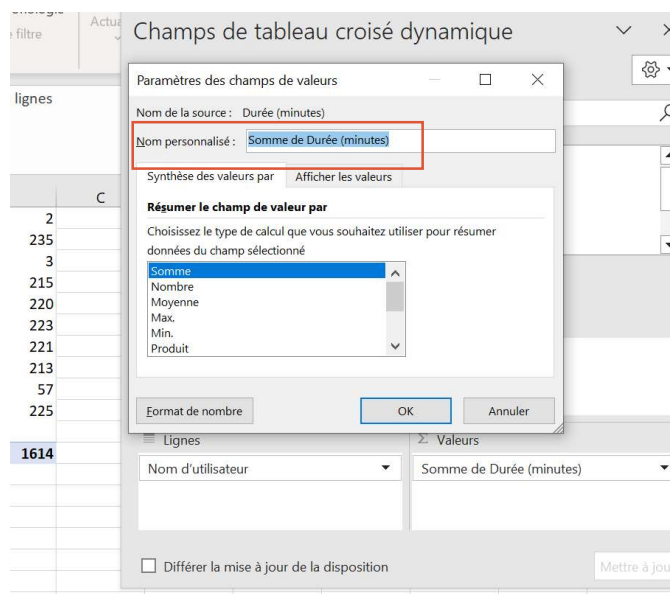 filtre
Actua
lignes
C
2
235
3
215
220
223
221
213
57
225
1614
Champs de tableau croisé dynamique
Paramètres des champs de valeurs
Nom de la source : Durée (minutes)
Nom personnalisé : Somme de Durée (minutes)
Synthèse des valeurs par Afficher les valeurs
Résumer le champ de valeur par
Choisissez le type de calcul que vous souhaitez utiliser pour résumer
données du champ sélectionné
Somme
Nombre
Moyenne
Max.
Min.
Produit
Format de nombre OK Annuler
Lignes Σ Valeurs
Nom d'utilisateur Somme de Durée (minutes)
Différer la mise à jour de la disposition Mettre à jou